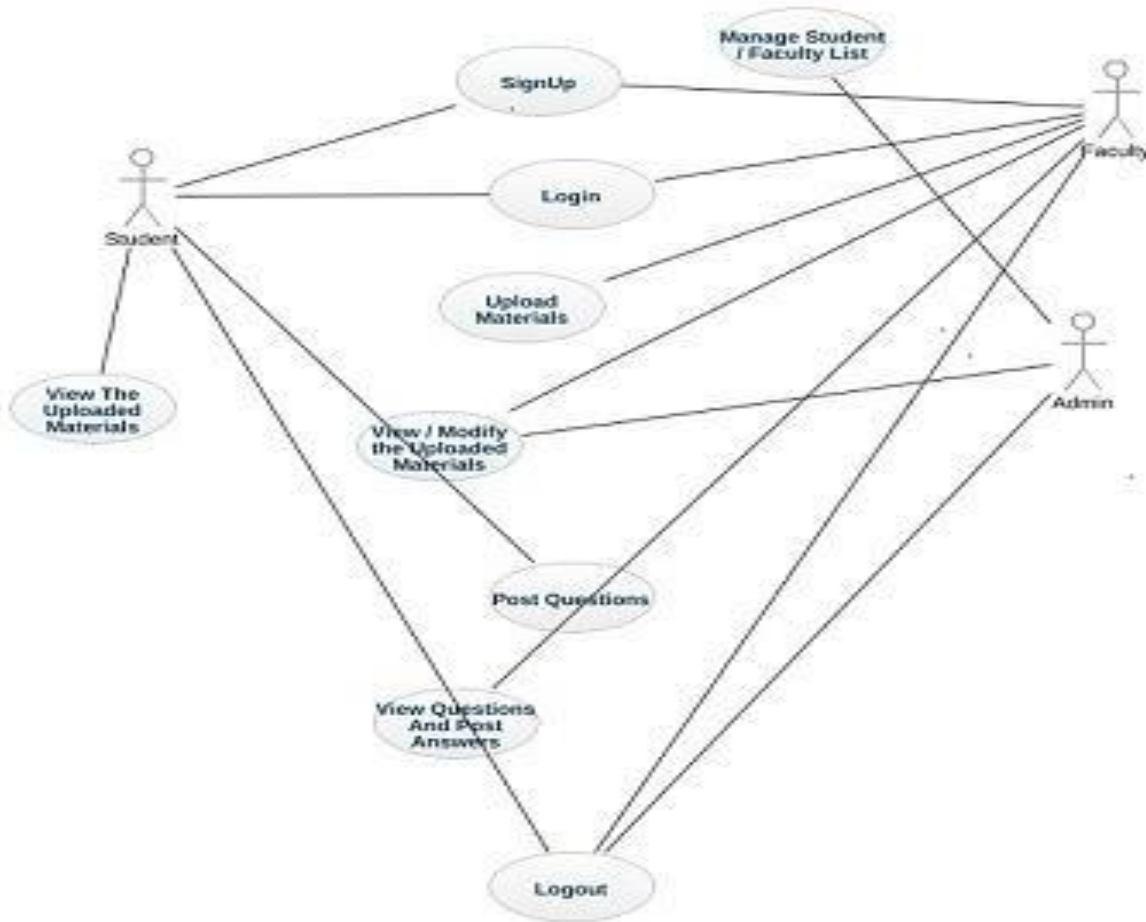 Manage Student
/ Faculty List
SignUp
Faculty
Student
Login
Upload
Materials
Admin
View The
Uploaded
Materials
View / Modify
the Uploaded
Materials
Post Questions
View Questions
And Post
Answers
Logout